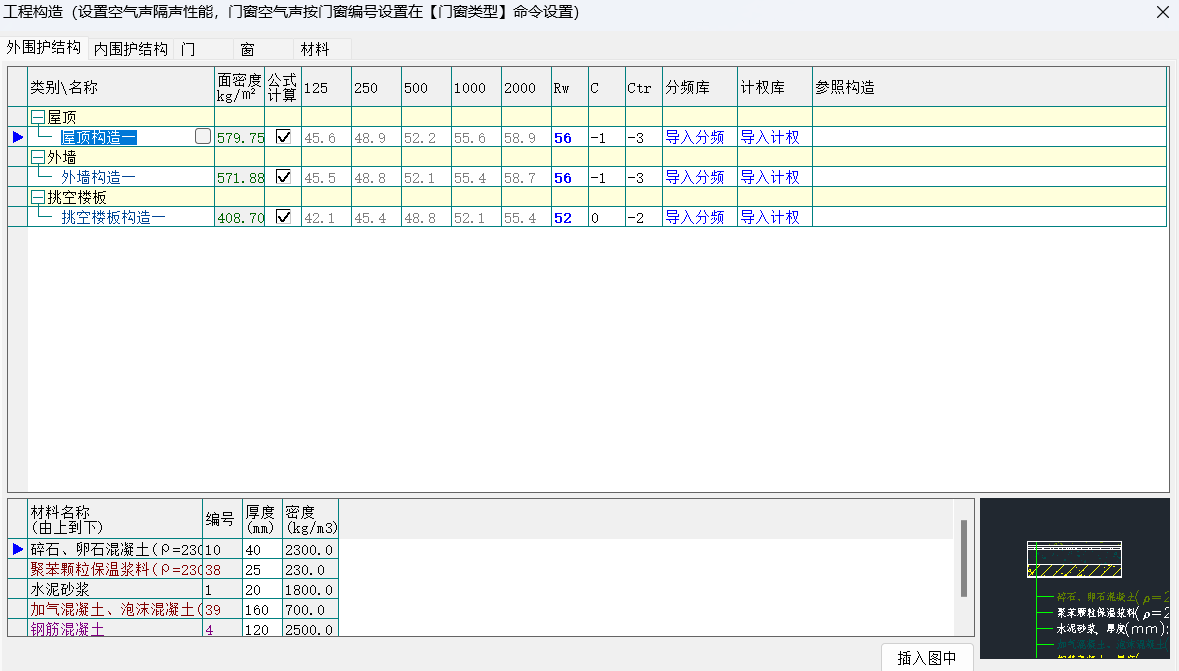 工程构造（设置空气声隔声性能，门窗空气声按门窗编号设置在【门窗类型】命令设置）
外围护结构 内围护结构 门 窗 材料
类别\名称 面密度 kg/m² 公式计算 125 250 500 1000 2000 Rw C Ctr 分频库 计权库 参照构造
屋顶
屋顶构造一 579.75 45.6 48.9 52.2 55.6 58.9 56 -1 -3 导入分频 导入计权
外墙
外墙构造一 571.88 45.5 48.8 52.1 55.4 58.7 56 -1 -3 导入分频 导入计权
挑空楼板
挑空楼板构造一 408.70 42.1 45.4 48.8 52.1 55.4 52 0 -2 导入分频 导入计权
材料名称（由上到下） 编号 厚度(mm) 密度(kg/m3)
碎石、卵石混凝土(ρ=230 10 40 2300.0
聚苯颗粒保温浆料(ρ=230 38 25 230.0
水泥砂浆 1 20 1800.0
加气混凝土、泡沫混凝土( 39 160 700.0
钢筋混凝土 4 120 2500.0
碎石、卵石混凝土(ρ=2
聚苯颗粒保温浆料(ρ=2
水泥砂浆、厚度(mm):
加气混凝土、泡沫混凝土(
插入图中